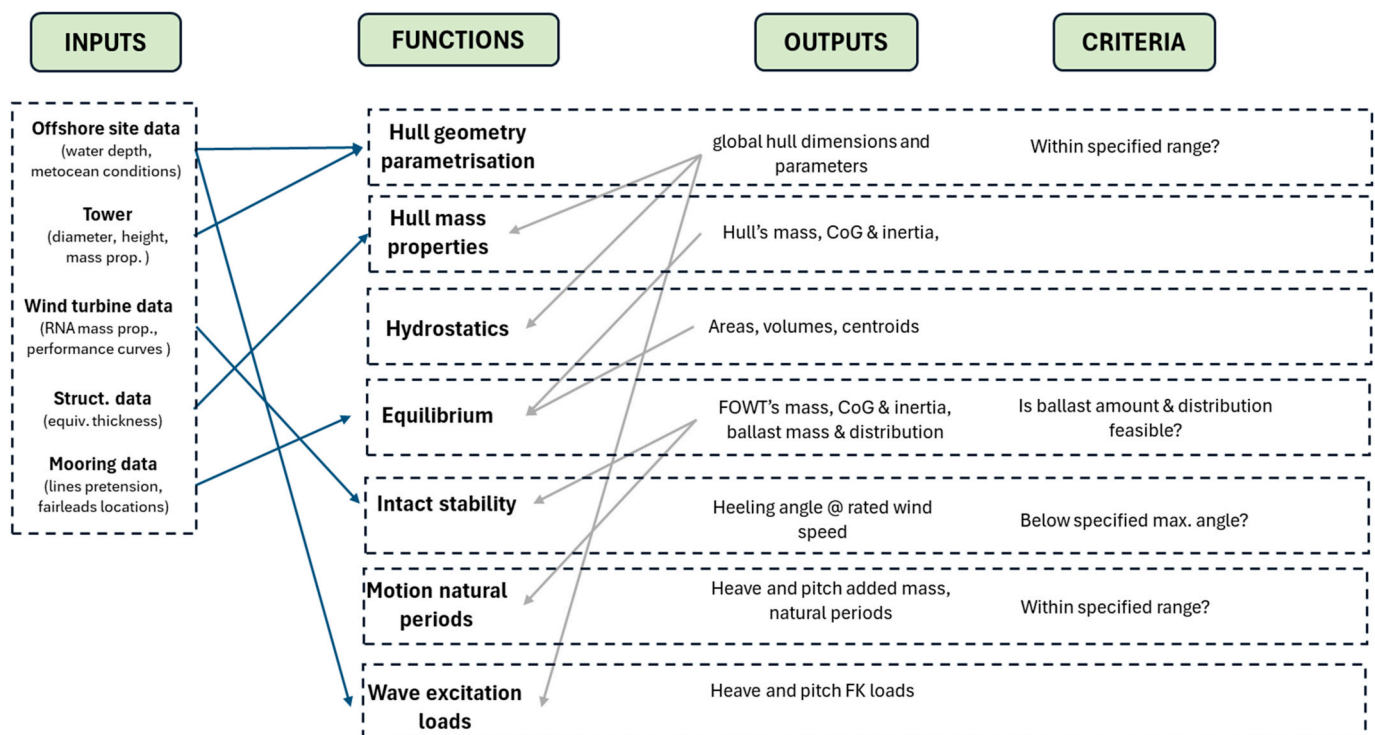 INPUTS
FUNCTIONS
OUTPUTS
CRITERIA
Offshore site data
(water depth,
metocean conditions)
Tower
(diameter, height,
mass prop. )
Wind turbine data
(RNA mass prop.,
performance curves )
Struct. data
(equiv. thickness)
Mooring data
(lines pretension,
fairleads locations)
Hull geometry
parametrisation
global hull dimensions and
parameters
Within specified range?
Hull mass
properties
Hull's mass, CoG & inertia,
Hydrostatics
Areas, volumes, centroids
Equilibrium
FOWT's mass, CoG & inertia,
ballast mass & distribution
Is ballast amount & distribution
feasible?
Intact stability
Heeling angle @ rated wind
speed
Below specified max. angle?
Motion natural
periods
Heave and pitch added mass,
natural periods
Within specified range?
Wave excitation
loads
Heave and pitch FK loads